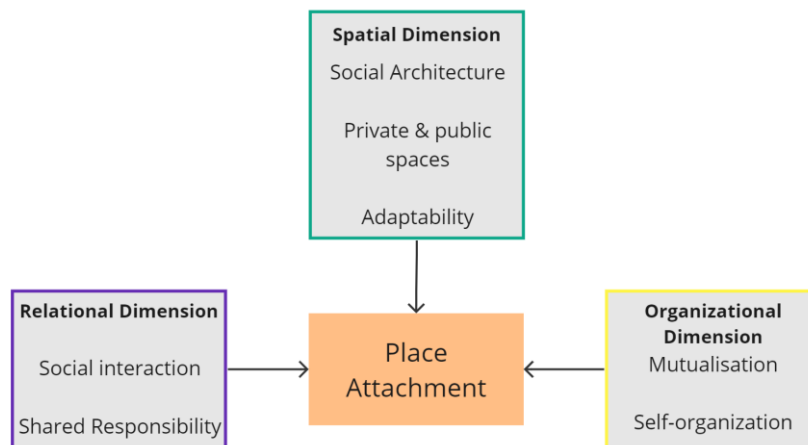 Spatial Dimension
Social Architecture
Private & public
spaces
Adaptability
Relational Dimension
Social interaction
Shared Responsibility
Place
Attachment
Organizational
Dimension
Mutualisation
Self-organization